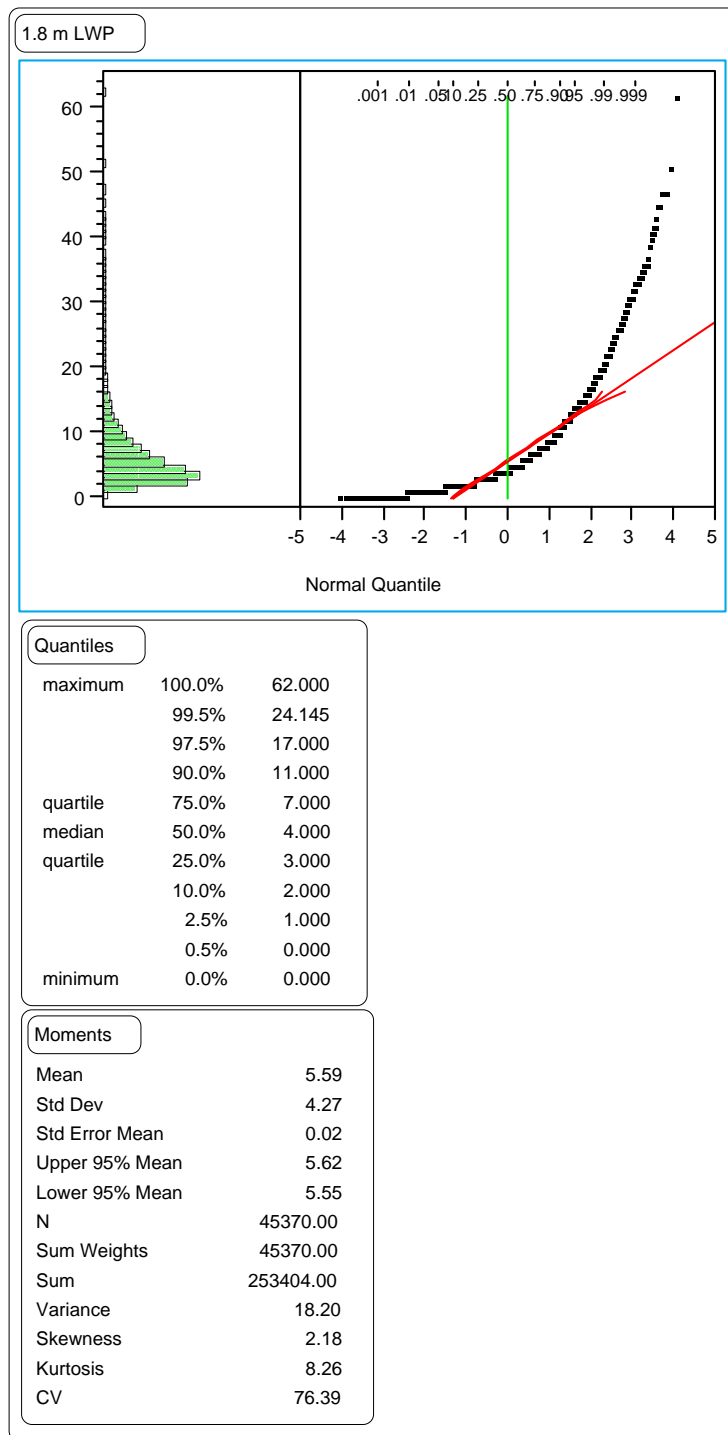 1.8 m LWP
.001 .01 .05 .10 .25 .50 .75 .90 .95 .99 .999
60
50
40
30
20
10
0
-5 -4 -3 -2 -1 0 1 2 3 4 5
Normal Quantile
Quantiles
maximum 100.0% 62.000
99.5% 24.145
97.5% 17.000
90.0% 11.000
quartile 75.0% 7.000
median 50.0% 4.000
quartile 25.0% 3.000
10.0% 2.000
2.5% 1.000
0.5% 0.000
minimum 0.0% 0.000
Moments
Mean 5.59
Std Dev 4.27
Std Error Mean 0.02
Upper 95% Mean 5.62
Lower 95% Mean 5.55
N 45370.00
Sum Weights 45370.00
Sum 253404.00
Variance 18.20
Skewness 2.18
Kurtosis 8.26
CV 76.39